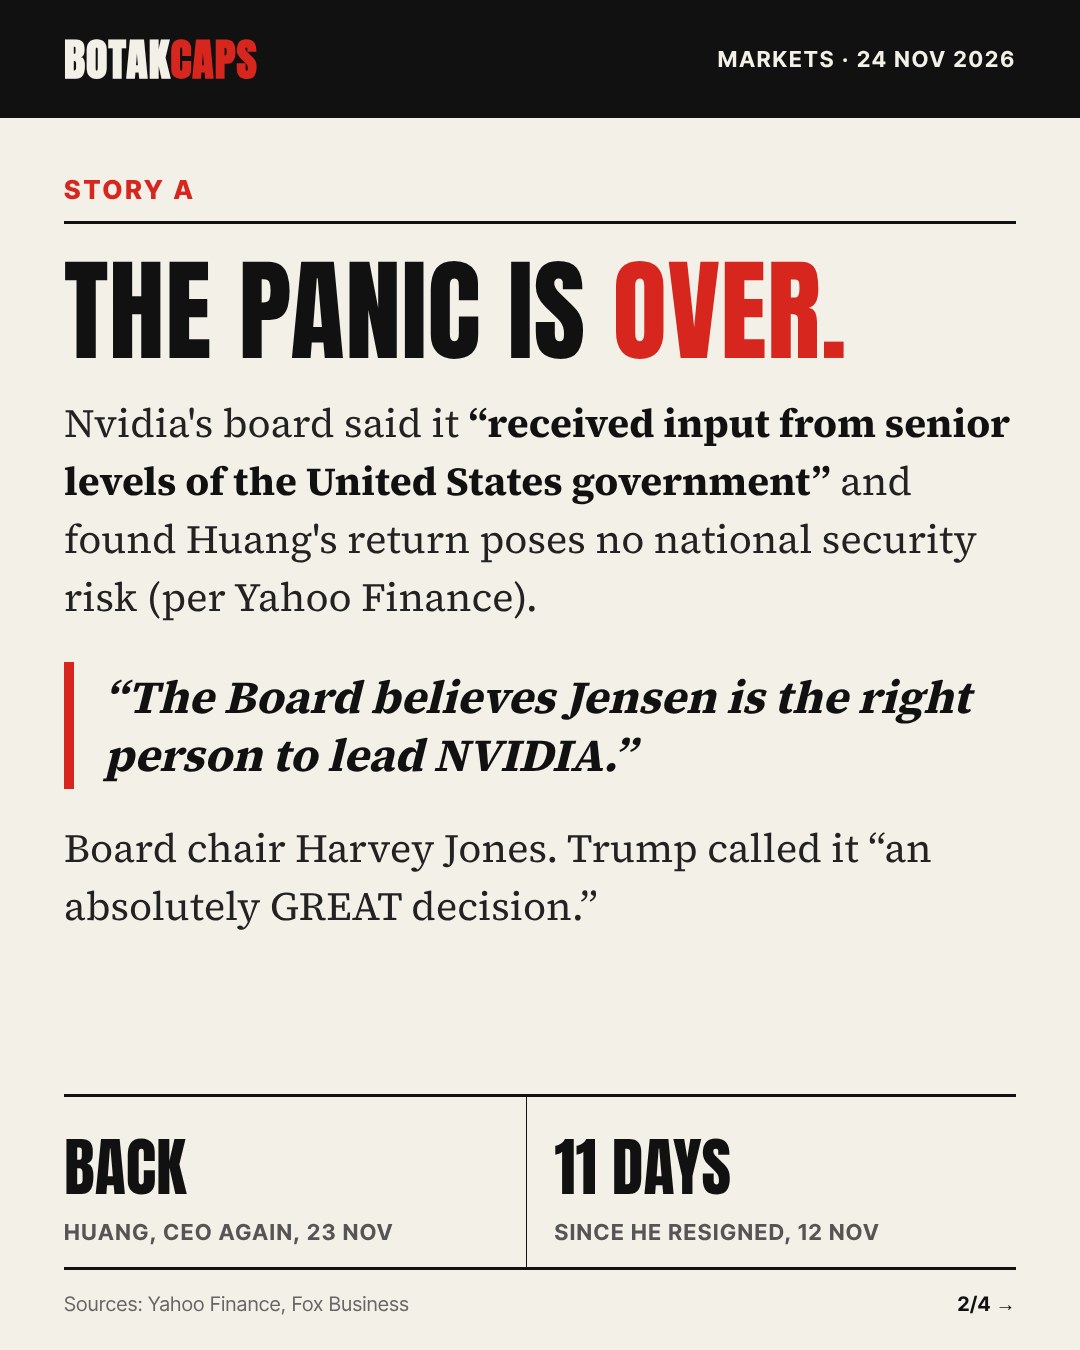 BOTAKCAPS
MARKETS · 24 NOV 2026
STORY A
THE PANIC IS OVER.
Nvidia's board said it “received input from senior
levels of the United States government” and
found Huang's return poses no national security
risk (per Yahoo Finance).
“The Board believes Jensen is the right
person to lead NVIDIA.”
Board chair Harvey Jones. Trump called it “an
absolutely GREAT decision.”
BACK
HUANG, CEO AGAIN, 23 NOV
11 DAYS
SINCE HE RESIGNED, 12 NOV
Sources: Yahoo Finance, Fox Business
2/4 →